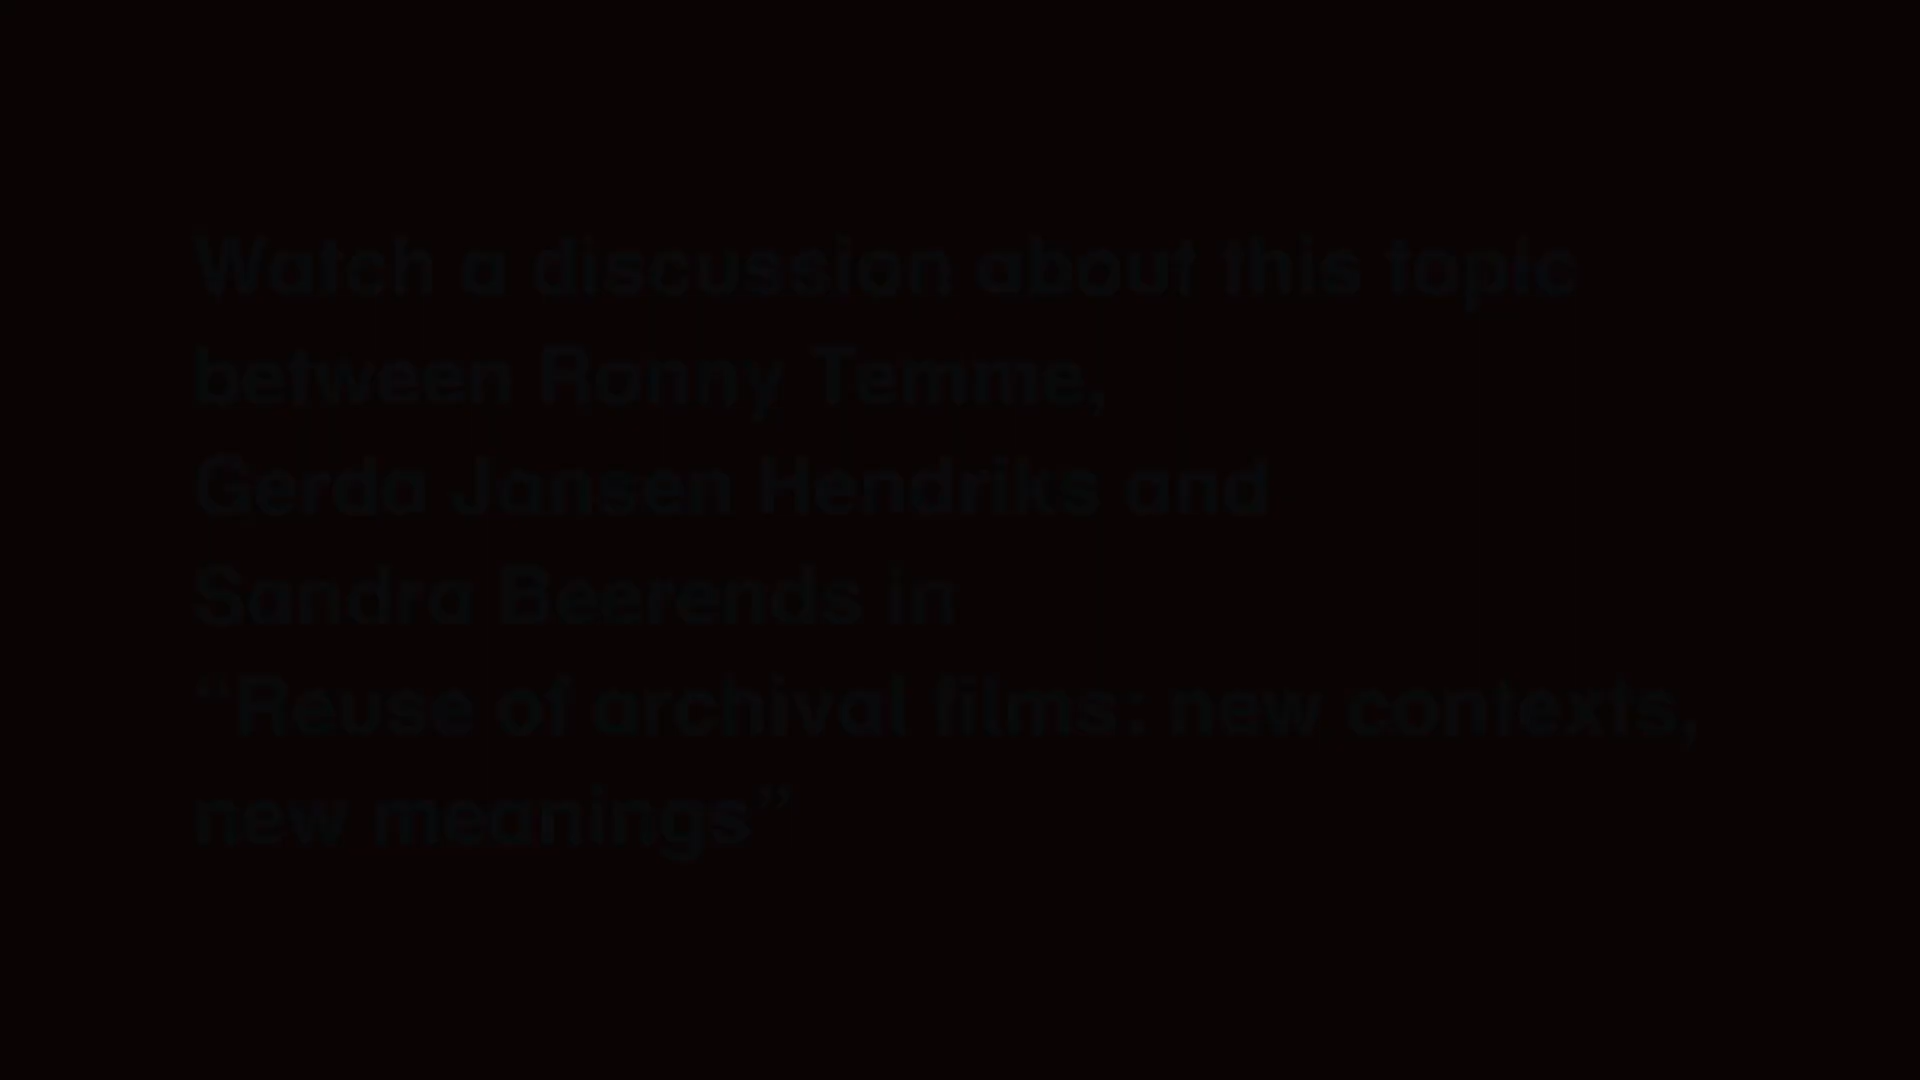 Watch a discussion about this topic
between Ronny Temme,
Gerda Jansen Hendriks and
Sandra Beerends in
“Reuse of archival films: new contexts,
new meanings”